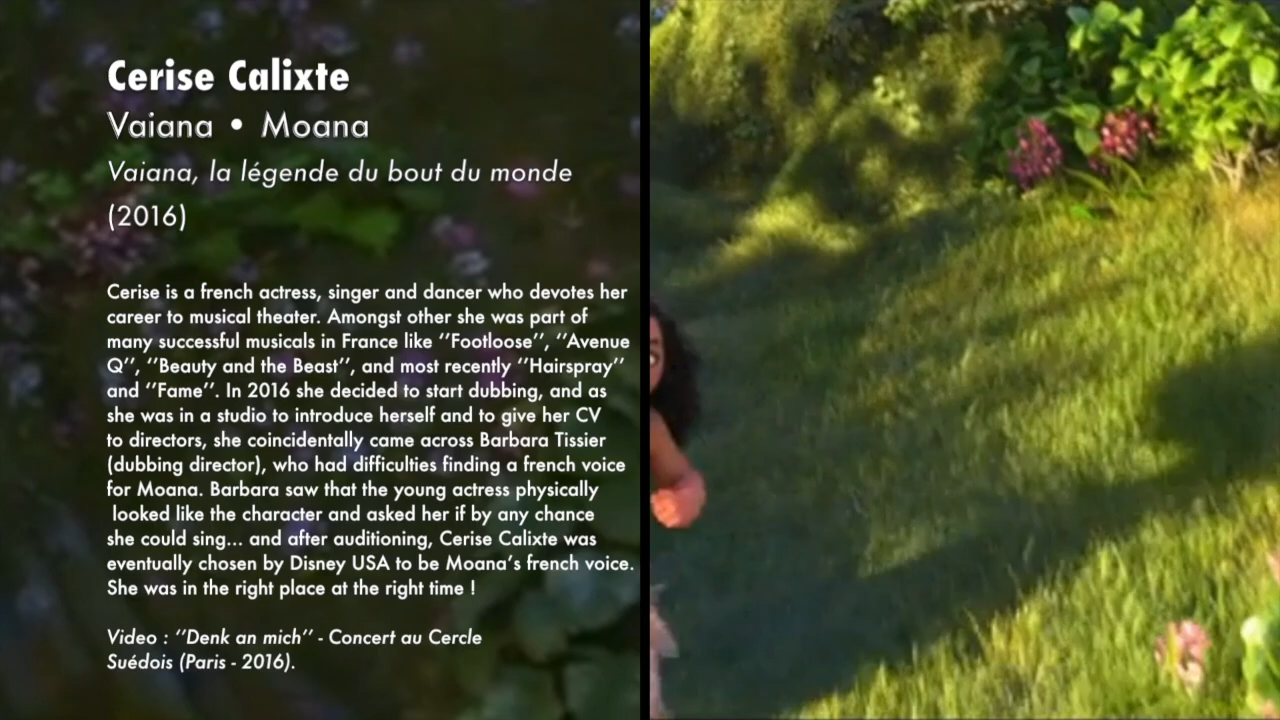 Cerise Calixte
Vaiana • Moana
Vaiana, la légende du bout du monde
(2016)
Cerise is a french actress, singer and dancer who devotes her
career to musical theater. Amongst other she was part of
many successful musicals in France like ‘’Footloose’’, ‘’Avenue
Q’’, ‘’Beauty and the Beast’’, and most recently ‘’Hairspray’’
and ‘’Fame’’. In 2016 she decided to start dubbing, and as
she was in a studio to introduce herself and to give her CV
to directors, she coincidentally came across Barbara Tissier
(dubbing director), who had difficulties finding a french voice
for Moana. Barbara saw that the young actress physically
looked like the character and asked her if by any chance
she could sing... and after auditioning, Cerise Calixte was
eventually chosen by Disney USA to be Moana’s french voice.
She was in the right place at the right time !
Video : ‘’Denk an mich’’ - Concert au Cercle
Suédois (Paris - 2016).